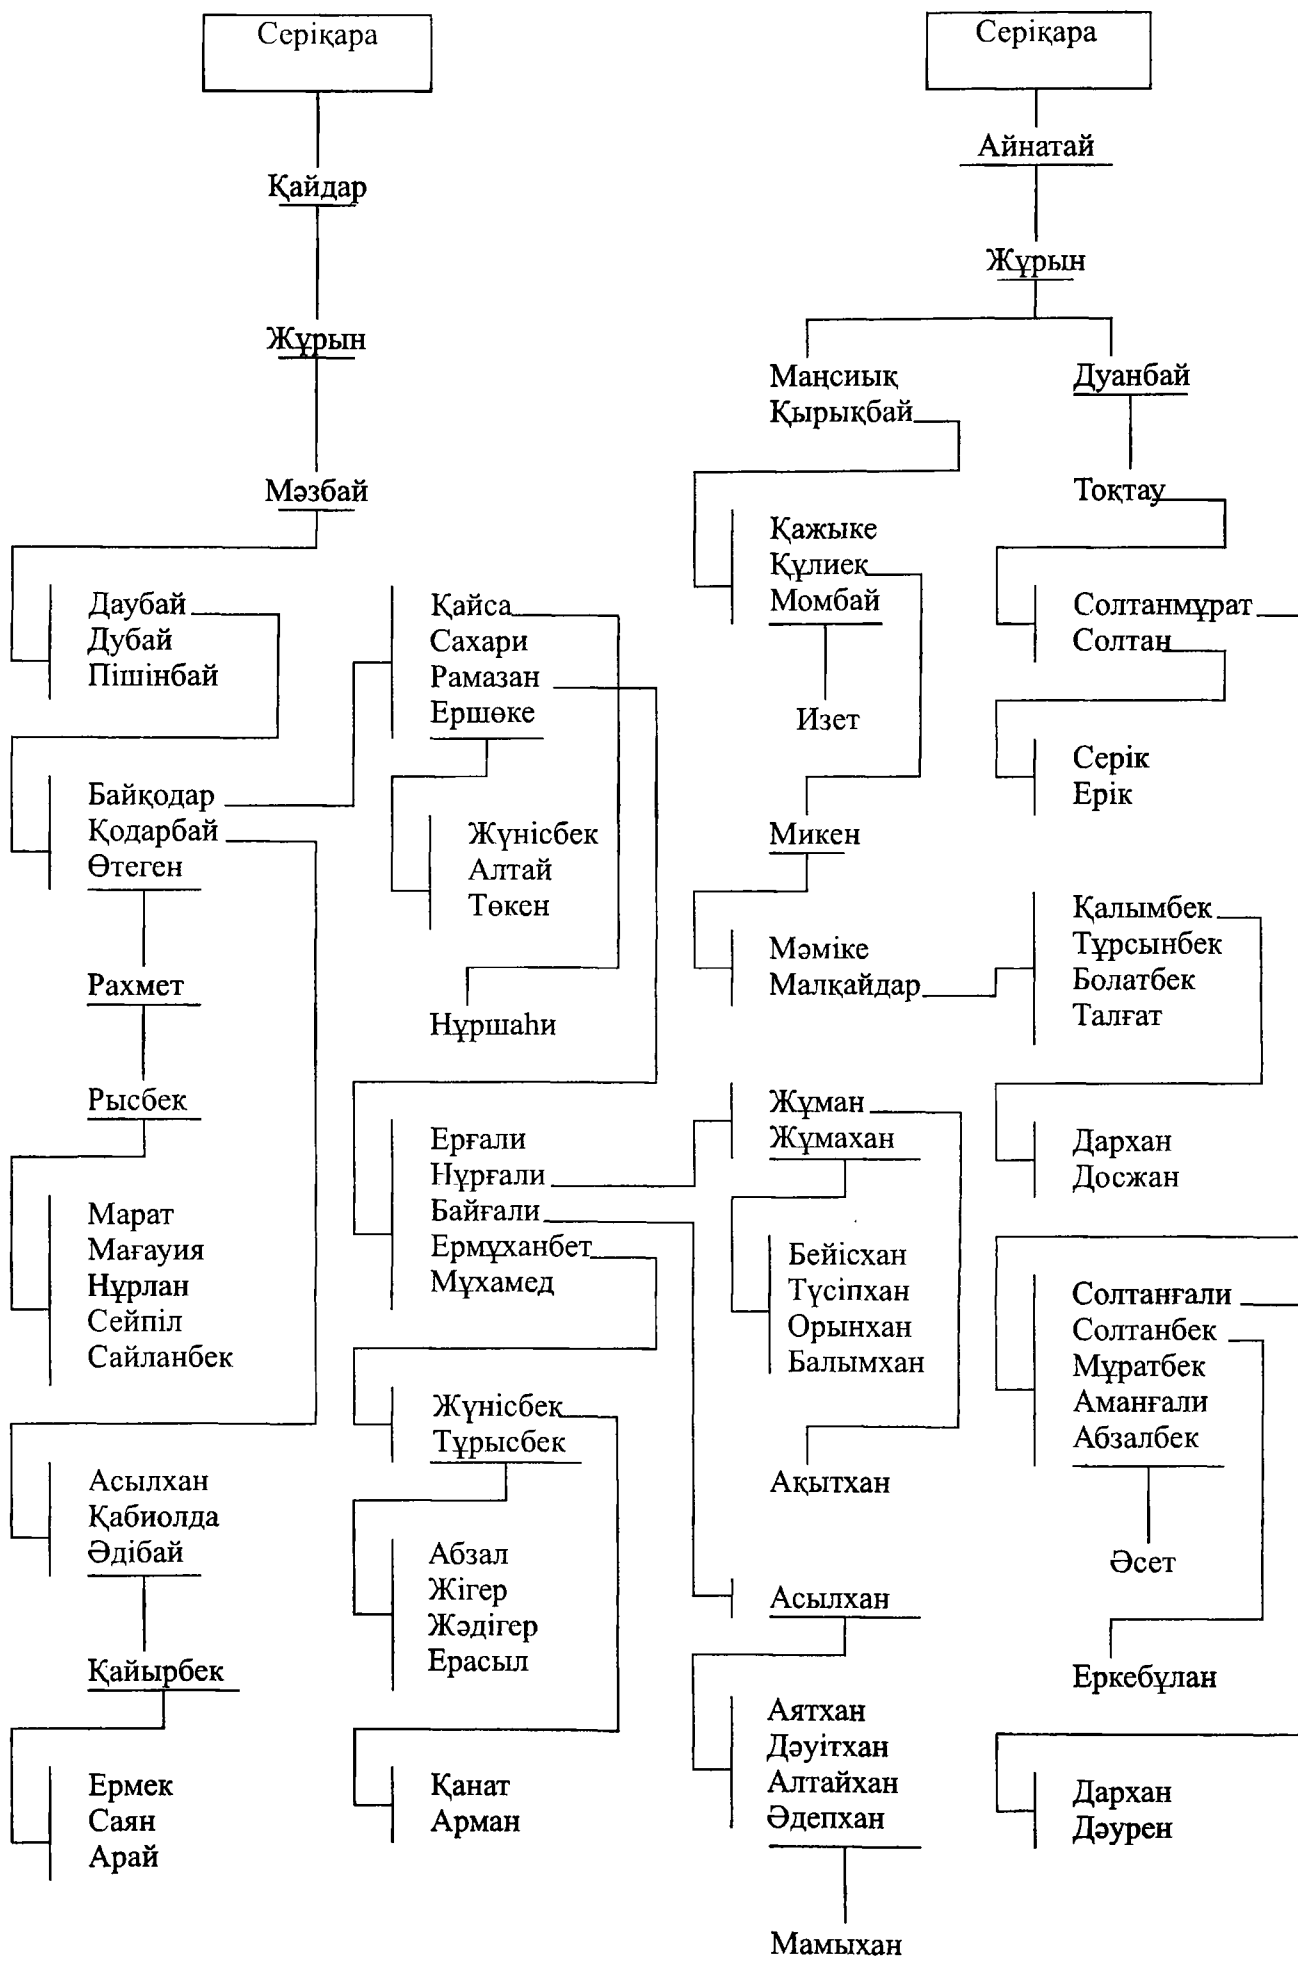 Серіқара
Қайдар
Жұрын
Мәзбай
Даубай
Дубай
Пішінбай
Байқодар
Қодарбай
Өтеген
Рахмет
Рысбек
Марат
Мағауия
Нұрлан
Сейпіл
Сайланбек
Асылхан
Қабиолда
Әдібай
Қайырбек
Ермек
Саян
Арай
Қайса
Сахари
Рамазан
Ершөке
Жүнісбек
Алтай
Төкен
Нұршаһи
Ерғали
Нұрғали
Байғали
Ермұханбет
Мұхамед
Жүнісбек
Тұрысбек
Абзал
Жігер
Жәдігер
Ерасыл
Қанат
Арман
Серіқара
Айнатай
Жұрын
Маңсиық
Қырықбай
Қажыке
Құлиек
Момбай
Изет
Микен
Мәміке
Малқайдар
Жұман
Жұмахан
Бейісхан
Түсіпхан
Орынхан
Балымхан
Ақытхан
Асылхан
Аятхан
Дәуітхан
Алтайхан
Әдепхан
Мамыхан
Дуанбай
Тоқтау
Солтанмұрат
Солтан
Серік
Ерік
Қалымбек
Тұрсынбек
Болатбек
Талғат
Дархан
Досжан
Солтанғали
Солтанбек
Мұратбек
Аманғали
Абзалбек
Әсет
Еркебұлан
Дархан
Дәурен